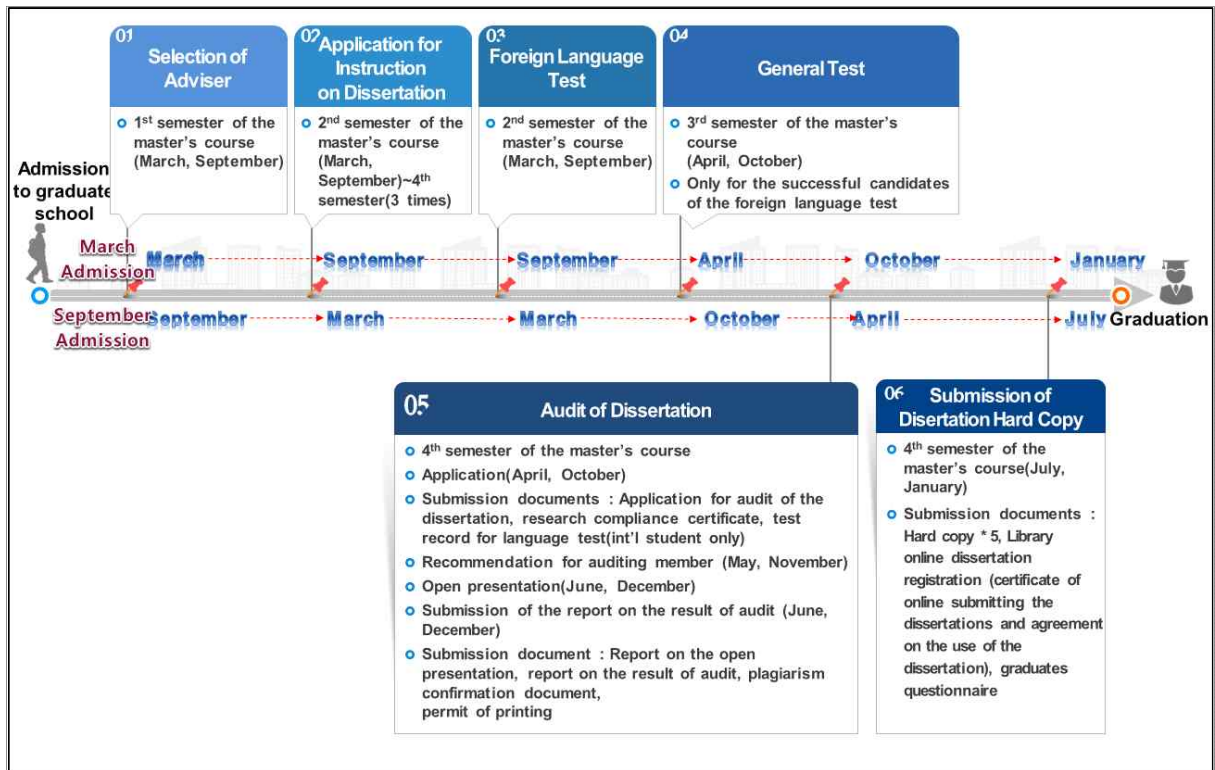 01
Selection of
Adviser
1st semester of the
master's course
(March, September)
02
Application for
Instruction
on Dissertation
2nd semester of the
master's course
(March,
September)~4th
semester(3 times)
03
Foreign Language
Test
2nd semester of the
master's course
(March, September)
04
General Test
3rd semester of the master's
course
(April, October)
Only for the successful candidates
of the foreign language test
Admission
to graduate
school
March
Admission
March
September
September
April
October
January
September
Admission
September
March
March
October
April
July
Graduation
05
Audit of Dissertation
4th semester of the master's course
Application(April, October)
Submission documents : Application for audit of the
dissertation, research compliance certificate, test
record for language test(int'l student only)
Recommendation for auditing member (May, November)
Open presentation(June, December)
Submission of the report on the result of audit (June,
December)
Submission document : Report on the open
presentation, report on the result of audit, plagiarism
confirmation document,
permit of printing
06
Submission of
Disertation Hard Copy
4th semester of the
master's course(July,
January)
Submission documents :
Hard copy * 5, Library
online dissertation
registration (certificate of
online submitting the
dissertations and agreement
on the use of the
dissertation), graduates
questionnaire